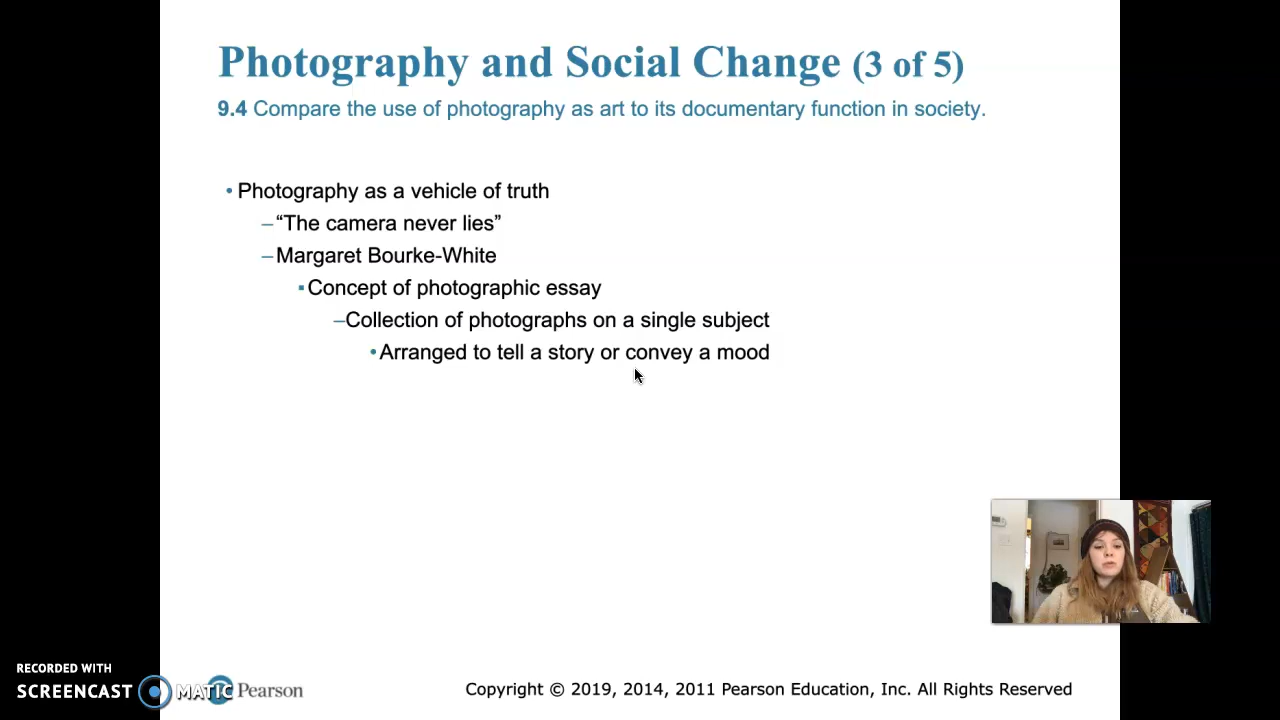 Photography and Social Change (3 of 5)
9.4 Compare the use of photography as art to its documentary function in society.
• Photography as a vehicle of truth
– “The camera never lies”
– Margaret Bourke-White
▪ Concept of photographic essay
– Collection of photographs on a single subject
• Arranged to tell a story or convey a mood
RECORDED WITH
SCREENCAST MATIC
Pearson
Copyright © 2019, 2014, 2011 Pearson Education, Inc. All Rights Reserved